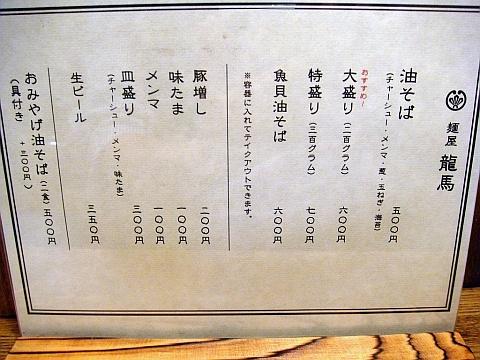 麺屋 龍馬
油そば 五〇〇円
(チャーシュー・メンマ・葱・玉ねぎ・海苔)
おすすめ!
大盛り(二百グラム) 六〇〇円
特盛り(三百グラム) 七〇〇円
魚貝油そば 六〇〇円
※容器に入れてテイクアウトできます。
豚増し 二〇〇円
味たま 一〇〇円
メンマ 一〇〇円
皿盛り 三〇〇円
(チャーシュー・メンマ・味たま)
生ビール 三五〇円
おみやげ油そば(二食)五〇〇円
(具付き +三〇〇円)